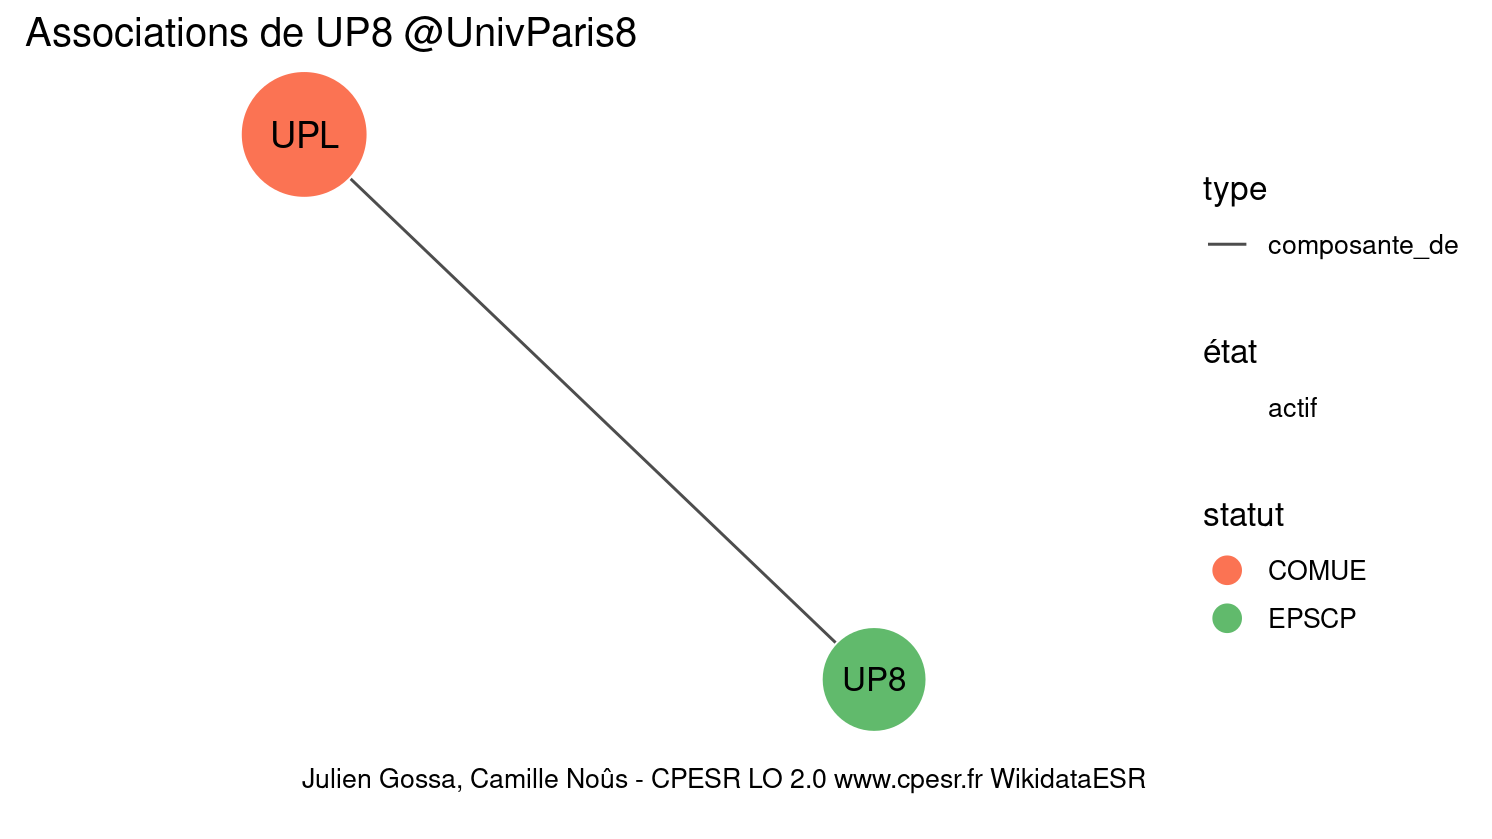 Associations de UP8 @UnivParis8
UPL
type
composante_de
état
actif
statut
COMUE
EPSCP
UP8
Julien Gossa, Camille Noûs - CPESR LO 2.0 www.cpesr.fr WikidataESR